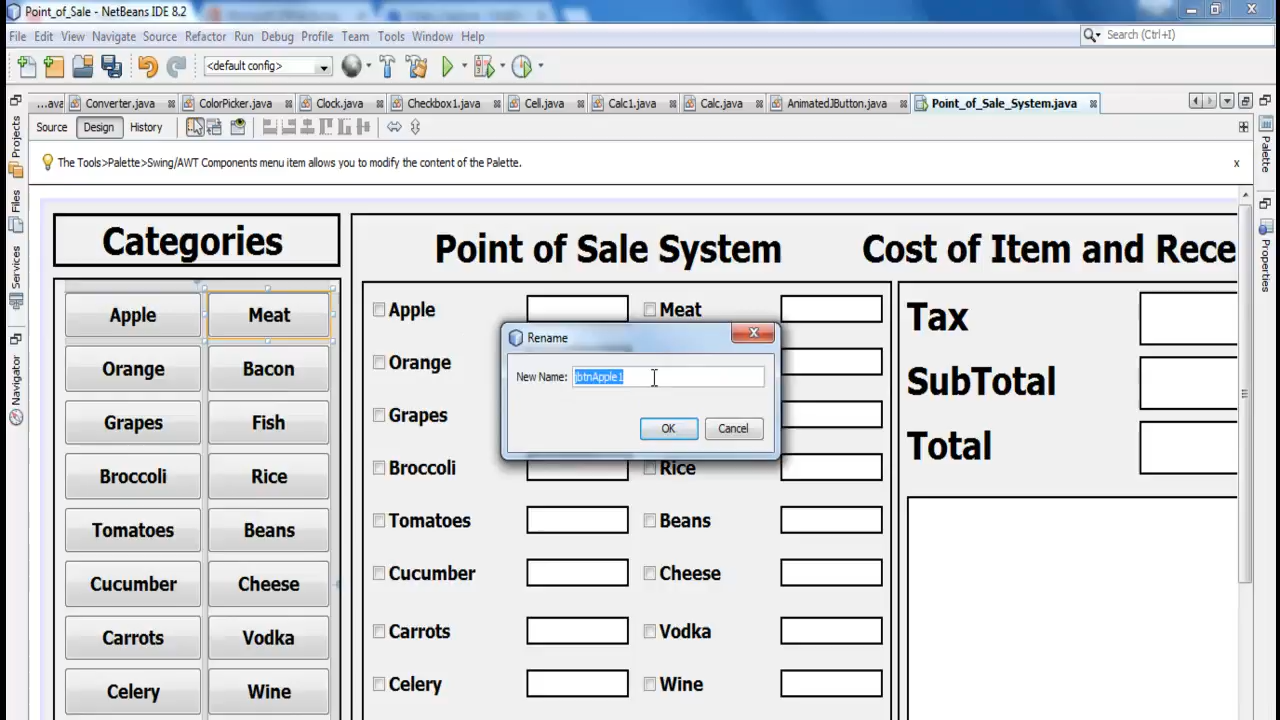 Point_of_Sale - NetBeans IDE 8.2
File Edit View Navigate Source Refactor Run Debug Profile Team Tools Window Help
Search (Ctrl+I)
<default config>
...ava Converter.java ColorPicker.java Clock.java Checkbox1.java Cell.java Calc1.java Calc.java AnimatedJButton.java Point_of_Sale_System.java
Source Design History
The Tools>Palette>Swing/AWT Components menu item allows you to modify the content of the Palette. x
Projects
Files
Services
Navigator
Palette
Properties
Categories
Apple Meat
Orange Bacon
Grapes Fish
Broccoli Rice
Tomatoes Beans
Cucumber Cheese
Carrots Vodka
Celery Wine
Point of Sale System
Cost of Item and Rece
Apple Meat
Orange
Grapes
Broccoli Rice
Tomatoes Beans
Cucumber Cheese
Carrots Vodka
Celery Wine
Tax
SubTotal
Total
Rename
New Name: jbtnApple1
OK Cancel